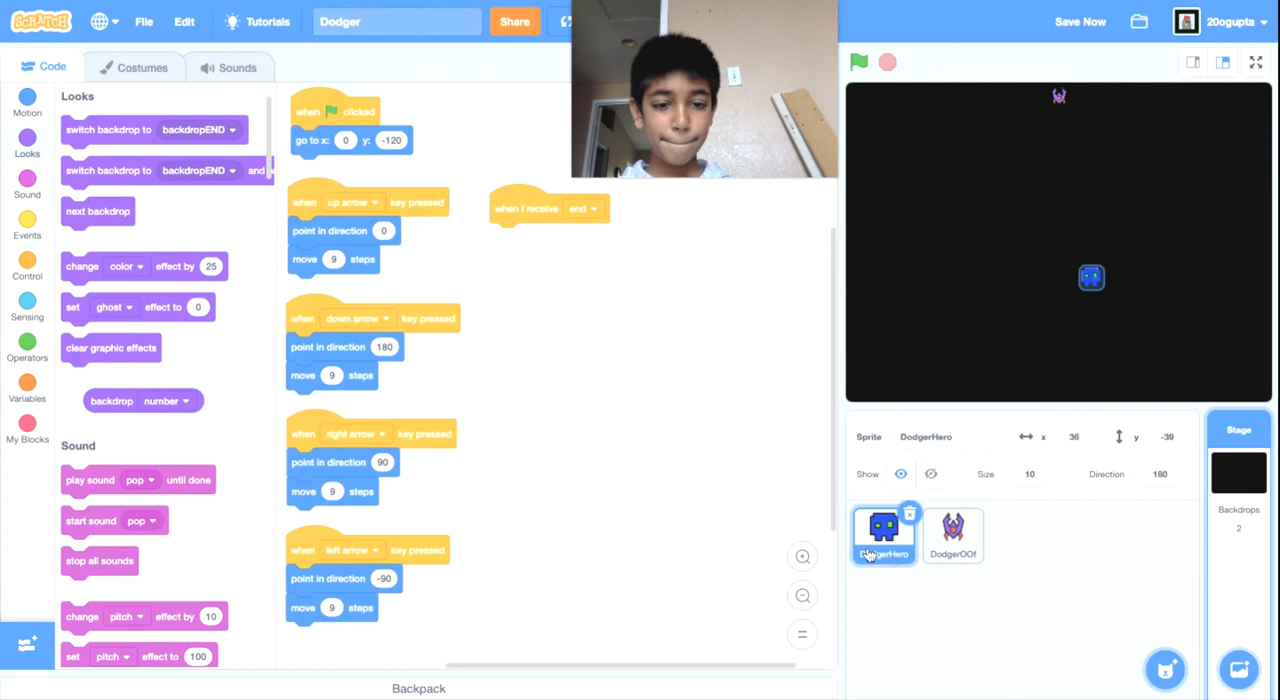 SCRATCH File Edit Tutorials Dodger Share Save Now 20ogupta
Code Costumes Sounds
Motion
Looks
Sound
Events
Control
Sensing
Operators
Variables
My Blocks
Looks
switch backdrop to backdropEND
switch backdrop to backdropEND and
next backdrop
change color effect by 25
set ghost effect to 0
clear graphic effects
backdrop number
Sound
play sound pop until done
start sound pop
stop all sounds
change pitch effect by 10
set pitch effect to 100
when clicked
go to x: 0 y: -120
when up arrow key pressed
point in direction 0
move 9 steps
when down arrow key pressed
point in direction 180
move 9 steps
when right arrow key pressed
point in direction 90
move 9 steps
when left arrow key pressed
point in direction -90
move 9 steps
when I receive end
Backpack
Sprite DodgerHero x 36 y -39
Show Size 10 Direction 180
DodgerHero
DodgerOOf
Stage
Backdrops
2